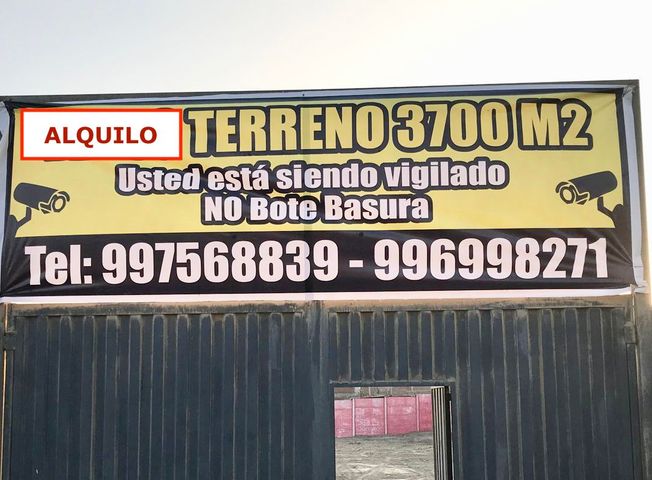 ALQUILO TERRENO 3700 M2
Usted está siendo vigilado
NO Bote Basura
Tel: 997568839 - 996998271